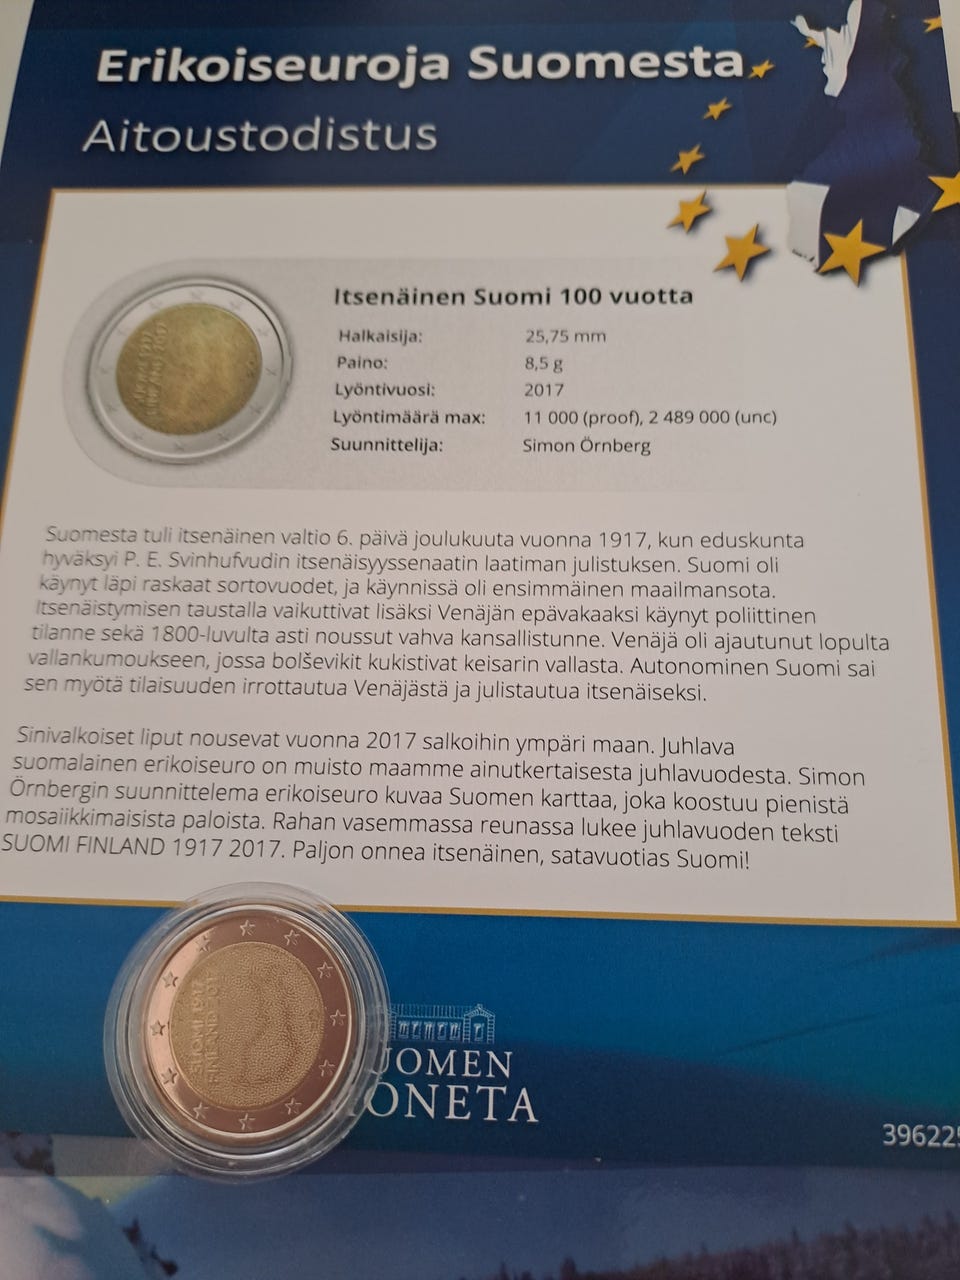 Erikoiseuroja Suomesta
Aitoustodistus
Itsenäinen Suomi 100 vuotta
Halkaisija: 25,75 mm
Paino: 8,5 g
Lyöntivuosi: 2017
Lyöntimäärä max: 11 000 (proof), 2 489 000 (unc)
Suunnittelija: Simon Örnberg
SUOMI 1917
FINLAND 2017
Suomesta tuli itsenäinen valtio 6. päivä joulukuuta vuonna 1917, kun eduskunta
hyväksyi P. E. Svinhufvudin itsenäisyyssenaatin laatiman julistuksen. Suomi oli
käynyt läpi raskaat sortovuodet, ja käynnissä oli ensimmäinen maailmansota.
Itsenäistymisen taustalla vaikuttivat lisäksi Venäjän epävakaaksi käynyt poliittinen
tilanne sekä 1800-luvulta asti noussut vahva kansallistunne. Venäjä oli ajautunut lopulta
vallankumoukseen, jossa bolševikit kukistivat keisarin vallasta. Autonominen Suomi sai
sen myötä tilaisuuden irrottautua Venäjästä ja julistautua itsenäiseksi.
Sinivalkoiset liput nousevat vuonna 2017 salkoihin ympäri maan. Juhlava
suomalainen erikoiseuro on muisto maamme ainutkertaisesta juhlavuodesta. Simon
Örnbergin suunnittelema erikoiseuro kuvaa Suomen karttaa, joka koostuu pienistä
mosaiikkimaisista paloista. Rahan vasemmassa reunassa lukee juhlavuoden teksti
SUOMI FINLAND 1917 2017. Paljon onnea itsenäinen, satavuotias Suomi!
SUOMI 1917
FINLAND 2017
UOMEN
ONETA
396225